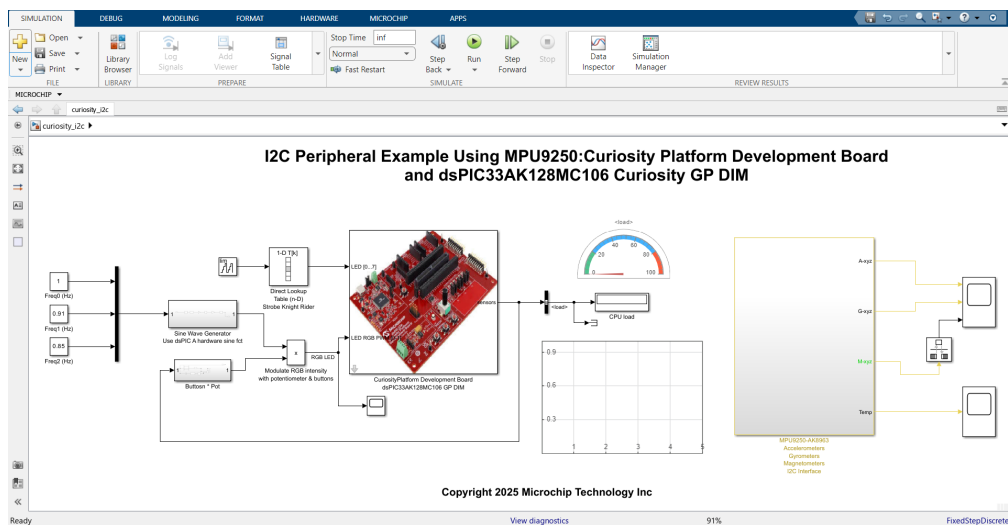 SIMULATION DEBUG MODELING FORMAT HARDWARE MICROCHIP APPS
New
Open
Save
Print
FILE
Library
Browser
LIBRARY
Log
Signals
Add
Viewer
Signal
Table
PREPARE
Stop Time inf
Normal
Fast Restart
Step
Back
Run
Step
Forward
Stop
SIMULATE
Data
Inspector
Simulation
Manager
REVIEW RESULTS
MICROCHIP
curiosity_i2c
curiosity_i2c
I2C Peripheral Example Using MPU9250:Curiosity Platform Development Board
and dsPIC33AK128MC106 Curiosity GP DIM
1
Freq0 (Hz)
0.91
Freq1 (Hz)
0.85
Freq2 (Hz)
1 1
Sine Wave Generator
Use dsPIC A hardware sine fct
1 1
Buttosn * Pot
lim
1-D T[k]
Direct Lookup
Table (n-D)
Strobe Knight Rider
x
Modulate RGB intensity
with potentiometer & buttons
RGB LED
LED [0...7]
LED RGB
sensors
CuriosityPlatform Development Board
dsPIC33AK128MC106 GP DIM
<load>
0 20 40 60 80 100
<load>
CPU load
0.9
0.6
0.3
1 2 3 4 5
A-xyz
G-xyz
M-xyz
Temp
MPU9250-AK8963
Accelerometers
Gyrometers
Magnetometers
I2C Interface
Copyright 2025 Microchip Technology Inc
Ready
View diagnostics
91%
FixedStepDiscrete